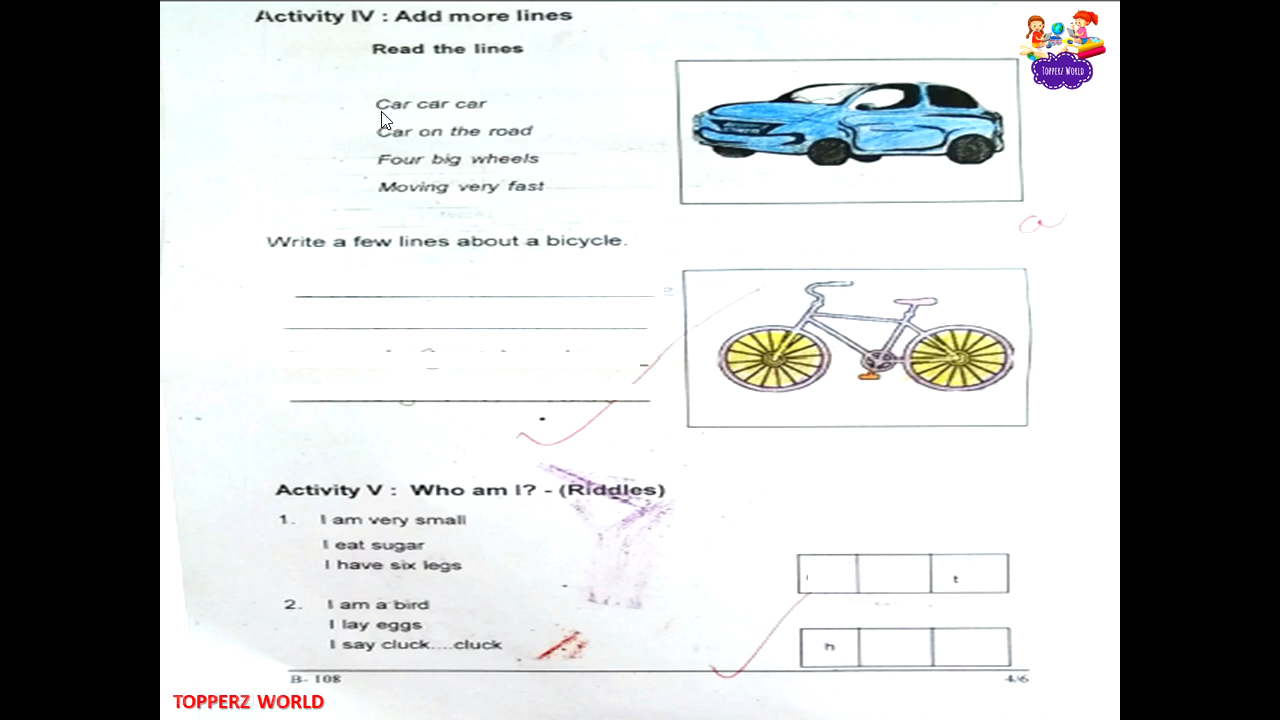 Activity IV : Add more lines
Read the lines
Car car car
Car on the road
Four big wheels
Moving very fast
Write a few lines about a bicycle.
Activity V : Who am I? - (Riddles)
1. I am very small
I eat sugar
I have six legs
t
2. I am a bird
I lay eggs
I say cluck....cluck
h
B- 108
4/6
TOPPERZ WORLD
TOPPERZ WORLD